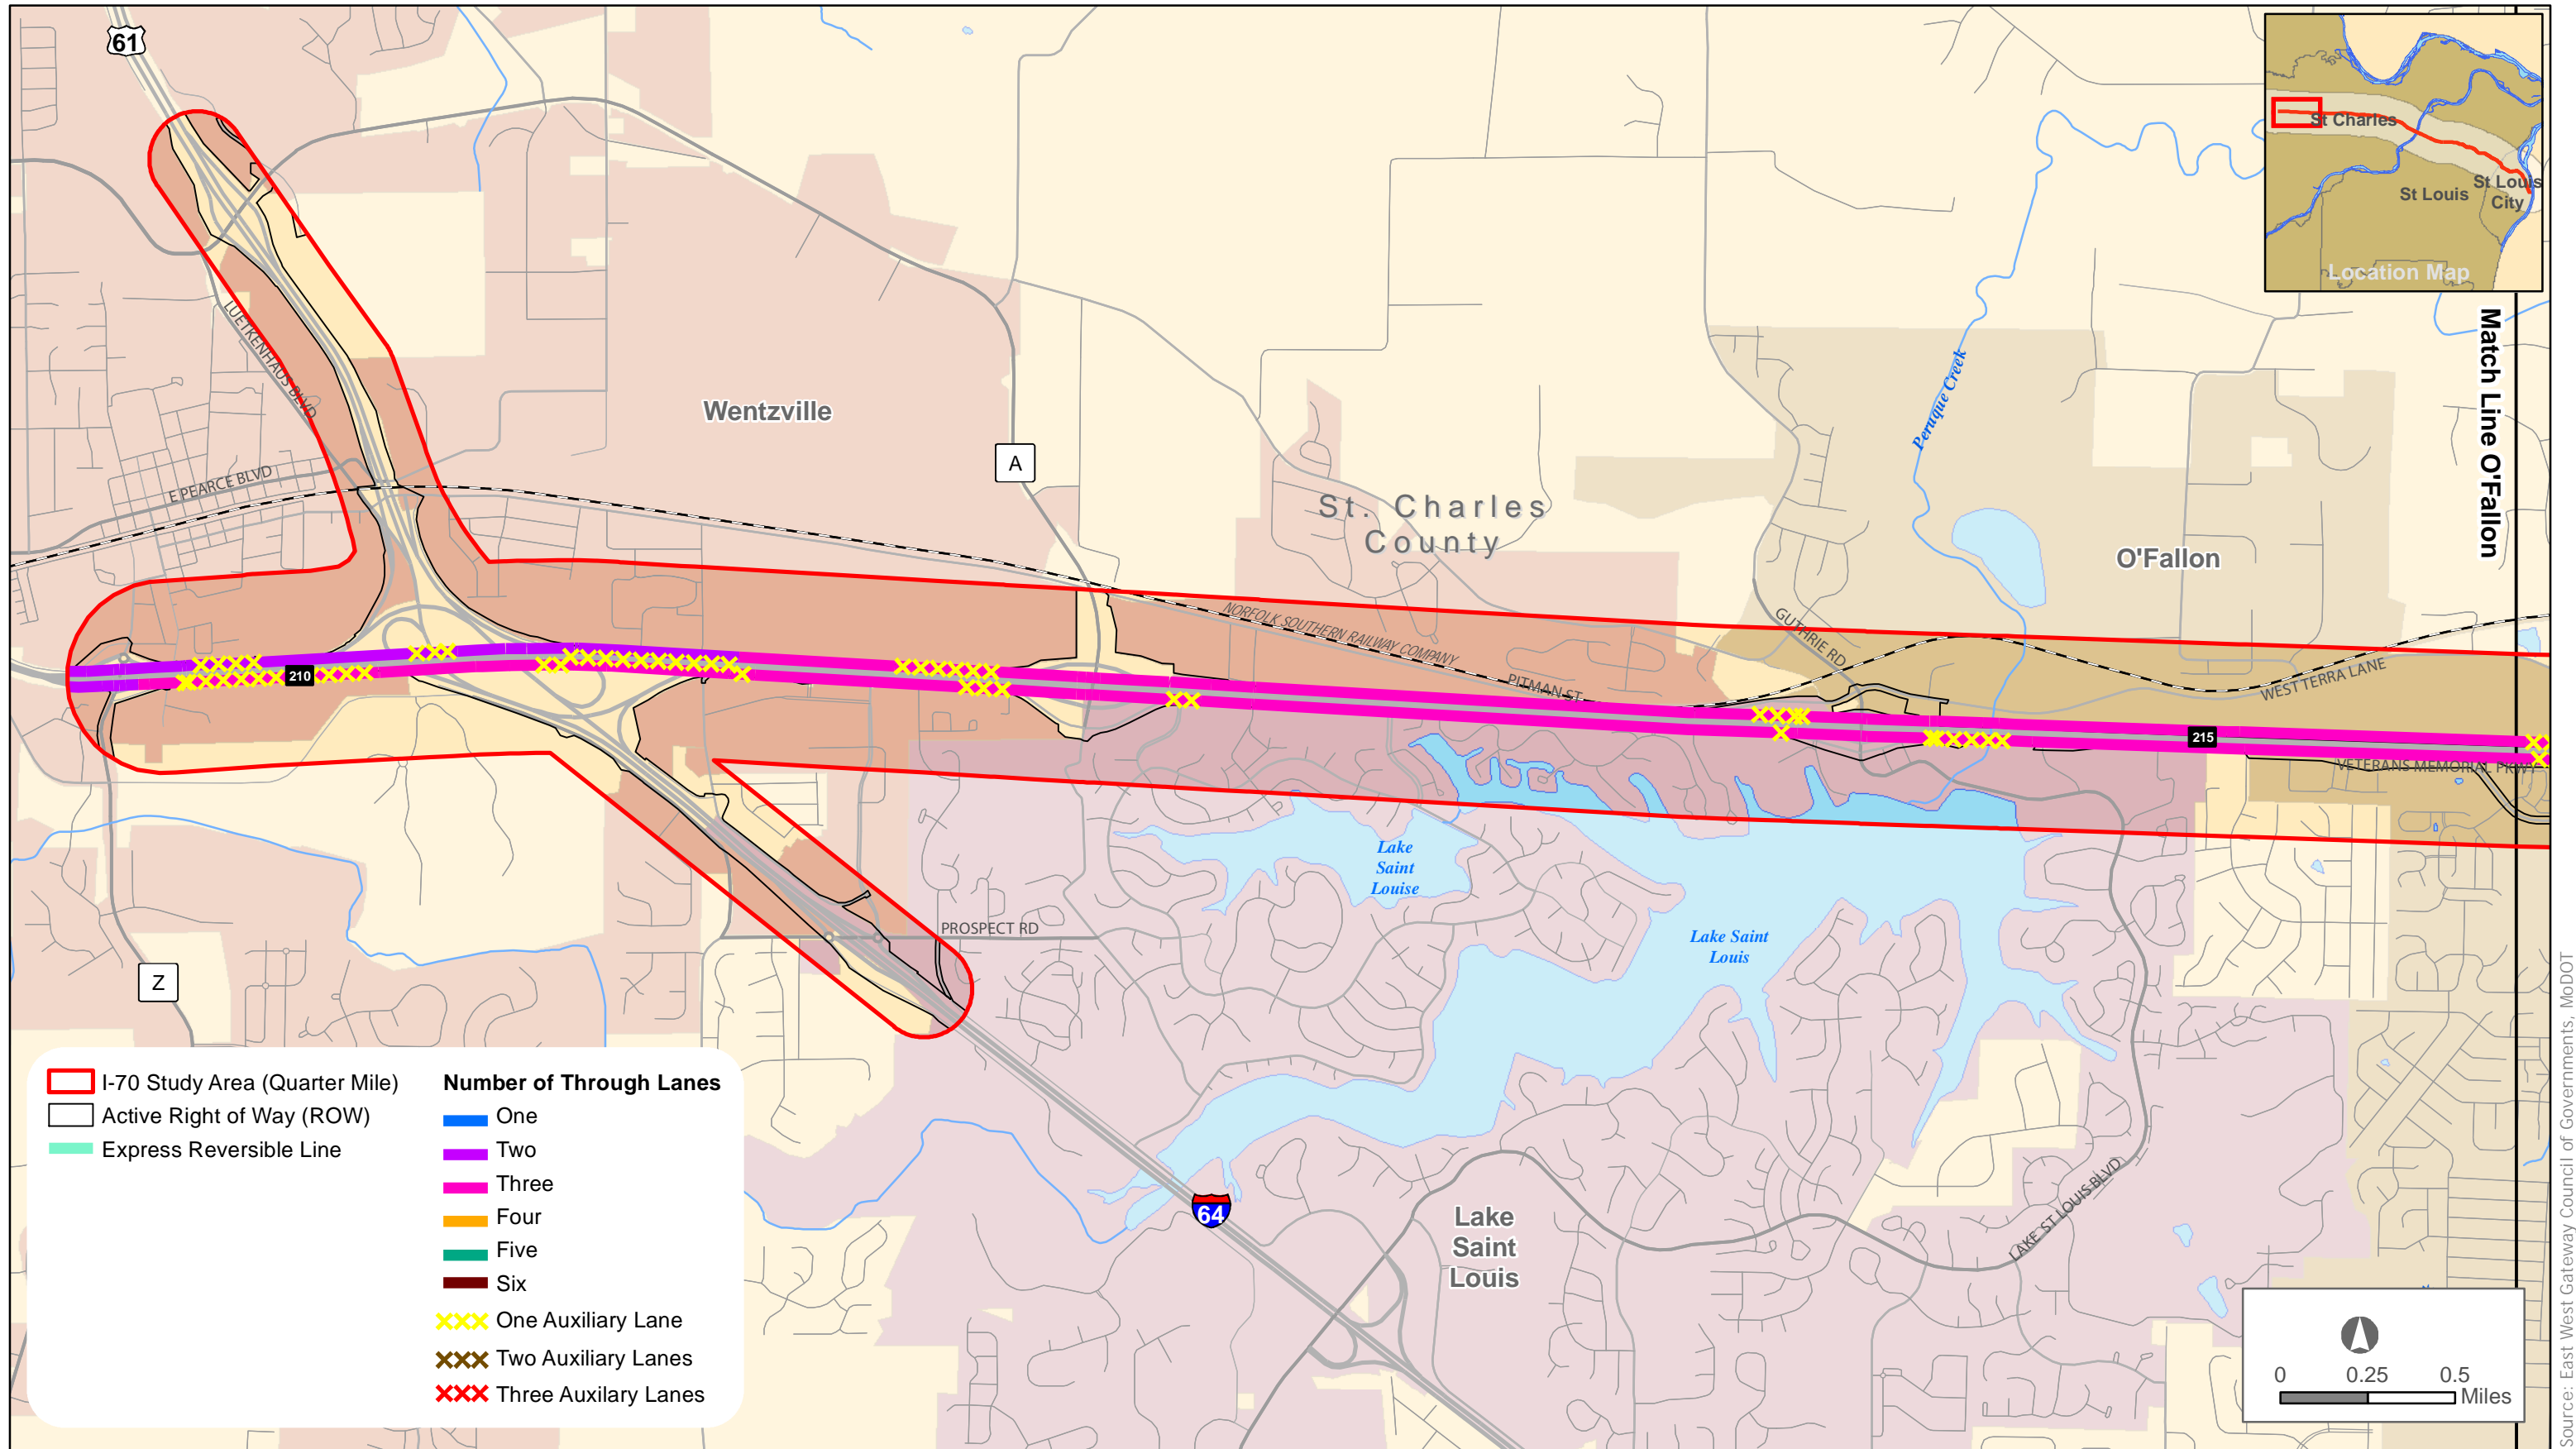 61
St Charles
St Louis
St Louis
City
Location Map
Match Line O'Fallon
LUETKENHAUS BLVD
Wentzville
Peruque Creek
A
E PEARCE BLVD
St. Charles
County
O'Fallon
NORFOLK SOUTHERN RAILWAY COMPANY
GUTHRIE RD
PITMAN ST
WEST TERRA LANE
210
215
VETERANS MEMORIAL PKWY
Lake
Saint
Louise
PROSPECT RD
Lake Saint
Louis
Z
64
Lake
Saint
Louis
LAKE ST LOUIS BLVD
I-70 Study Area (Quarter Mile)
Active Right of Way (ROW)
Express Reversible Line
Number of Through Lanes
One
Two
Three
Four
Five
Six
One Auxiliary Lane
Two Auxiliary Lanes
Three Auxilary Lanes
0 0.25 0.5
Miles
Source: East West Gateway Council of Governments, MoDOT